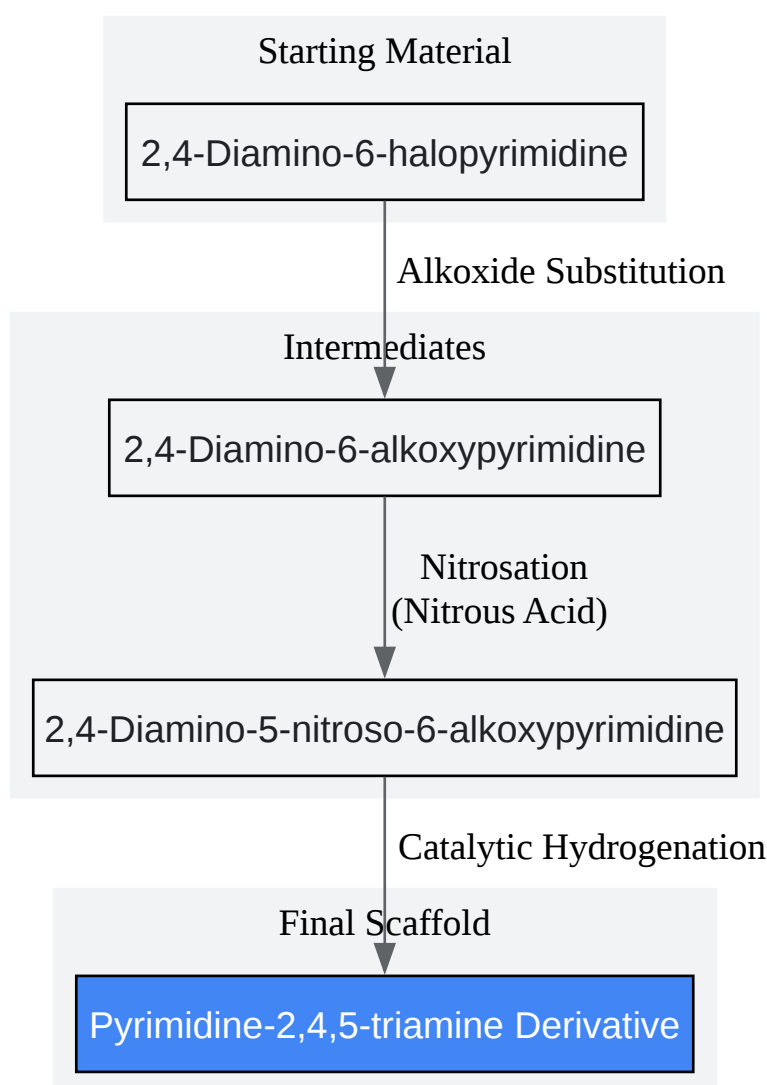 Starting Material
2,4-Diamino-6-halopyrimidine
Alkoxide Substitution
Intermediates
2,4-Diamino-6-alkoxypyrimidine
Nitrosation
(Nitrous Acid)
2,4-Diamino-5-nitroso-6-alkoxypyrimidine
Catalytic Hydrogenation
Final Scaffold
Pyrimidine-2,4,5-triamine Derivative